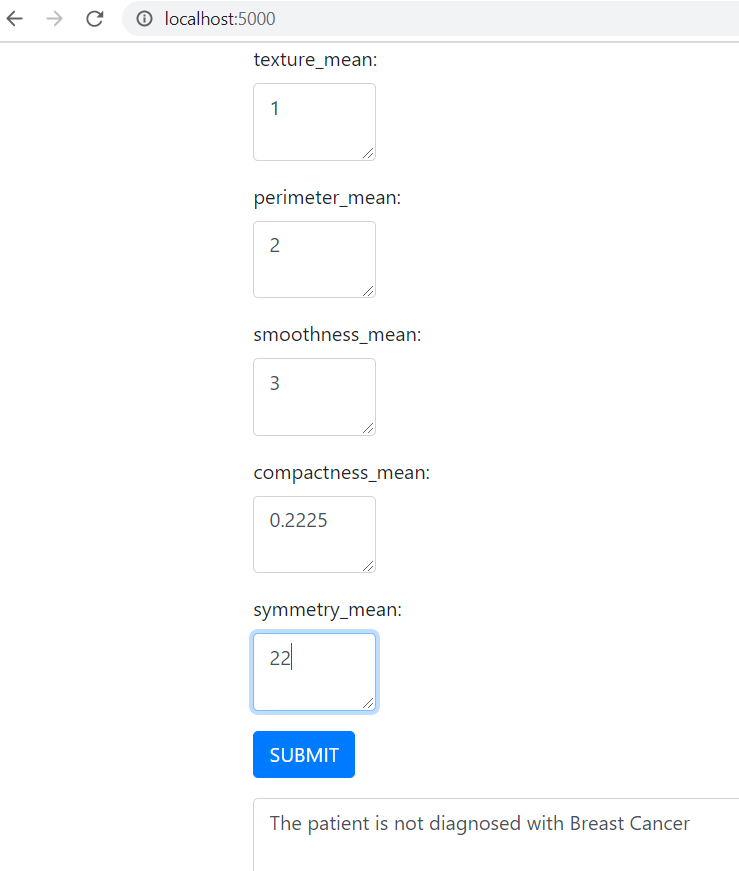 localhost:5000
texture_mean:
1
perimeter_mean:
2
smoothness_mean:
3
compactness_mean:
0.2225
symmetry_mean:
22
SUBMIT
The patient is not diagnosed with Breast Cancer